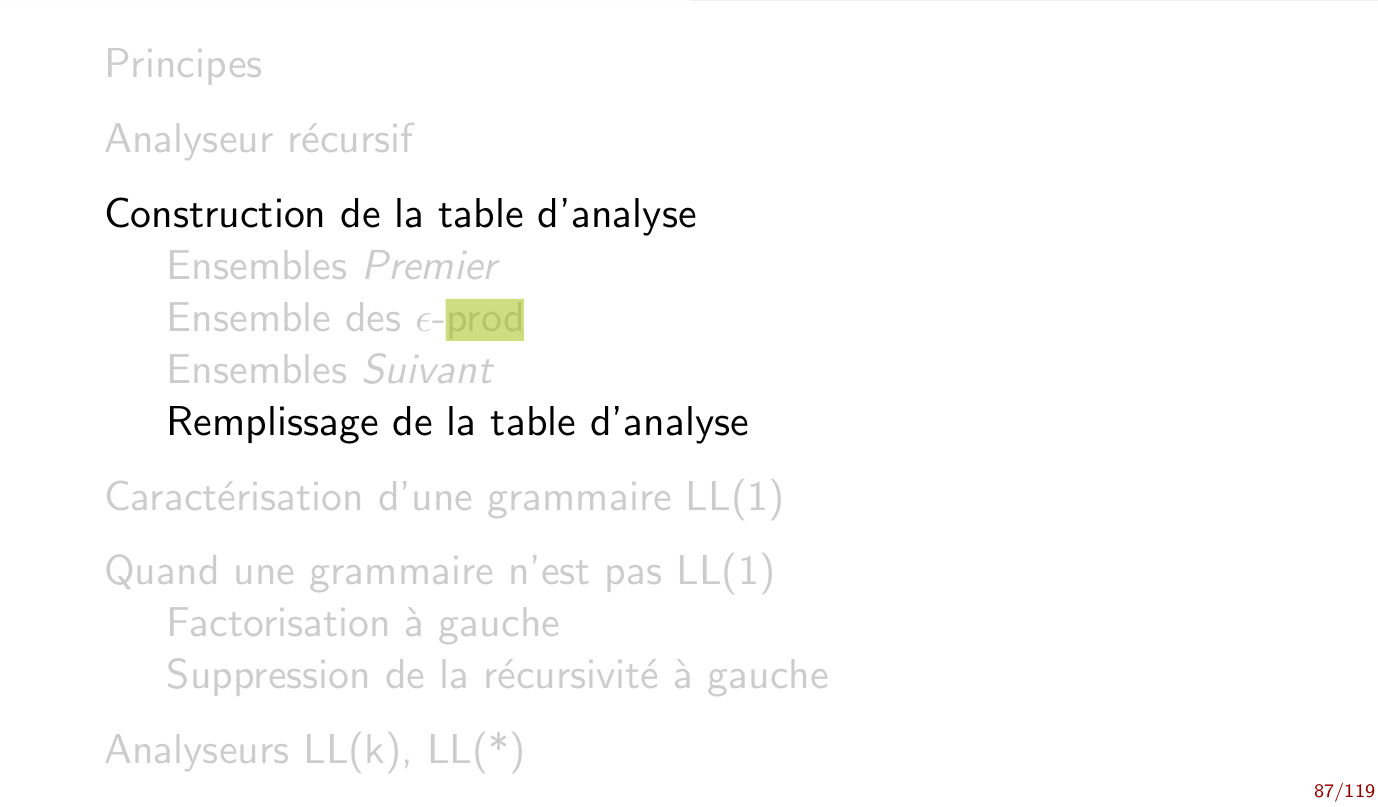 Principes
Analyseur récursif
Construction de la table d'analyse
Ensembles Premier
Ensemble des ϵ-prod
Ensembles Suivant
Remplissage de la table d'analyse
Caractérisation d'une grammaire LL(1)
Quand une grammaire n'est pas LL(1)
Factorisation à gauche
Suppression de la récursivité à gauche
Analyseurs LL(k), LL(*)
87/119